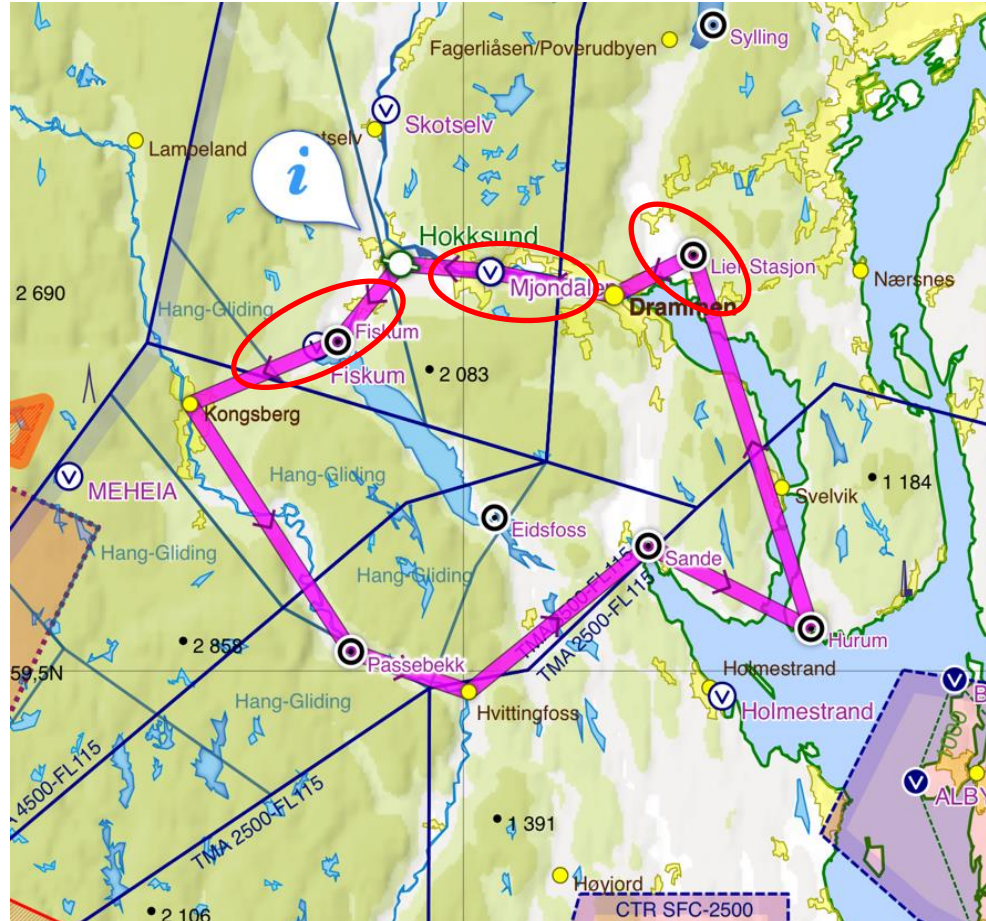 Sylling
Fagerliåsen/Poverudbyen
Skotselv
tselv
Lampeland
i
Hokksund
Lier Stasjon
Nærsnes
Mjondalen
2 690
Hang-Gliding
Drammen
Fiskum
Fiskum
2 083
Kongsberg
MEHEIA
Hang-Gliding
Svelvik
1 184
Eidsfoss
Hang-Gliding
Sande
Hang-Gliding
TMA 2500-FL115
TMA 2500-FL115
Hurum
2 858
Passebekk
59,5N
Holmestrand
Hang-Gliding
Hvittingfoss
Holmestrand
B
4500-FL115
ALBY
TMA 2500-FL115
1 391
Høyjord
2 106
CTR SFC-2500